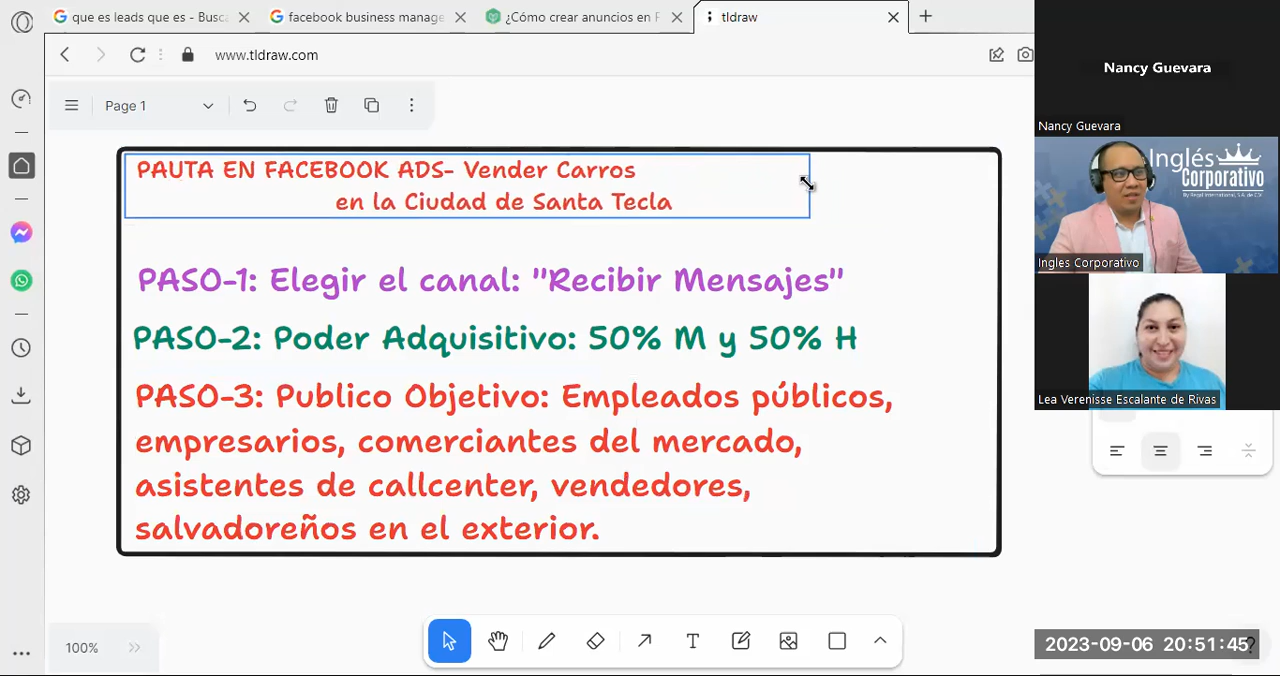 que es leads que es - Busc
facebook business manage
¿Cómo crear anuncios en F
tldraw
www.tldraw.com
Page 1
PAUTA EN FACEBOOK ADS- Vender Carros
en la Ciudad de Santa Tecla
PASO-1: Elegir el canal: "Recibir Mensajes"
PASO-2: Poder Adquisitivo: 50% M y 50% H
PASO-3: Publico Objetivo: Empleados públicos,
empresarios, comerciantes del mercado,
asistentes de callcenter, vendedores,
salvadoreños en el exterior.
100%
Nancy Guevara
Nancy Guevara
Inglés
Corporativo
By Regal International, S.A. de C.V.
Ingles Corporativo
Lea Verenisse Escalante de Rivas
2023-09-06 20:51:45